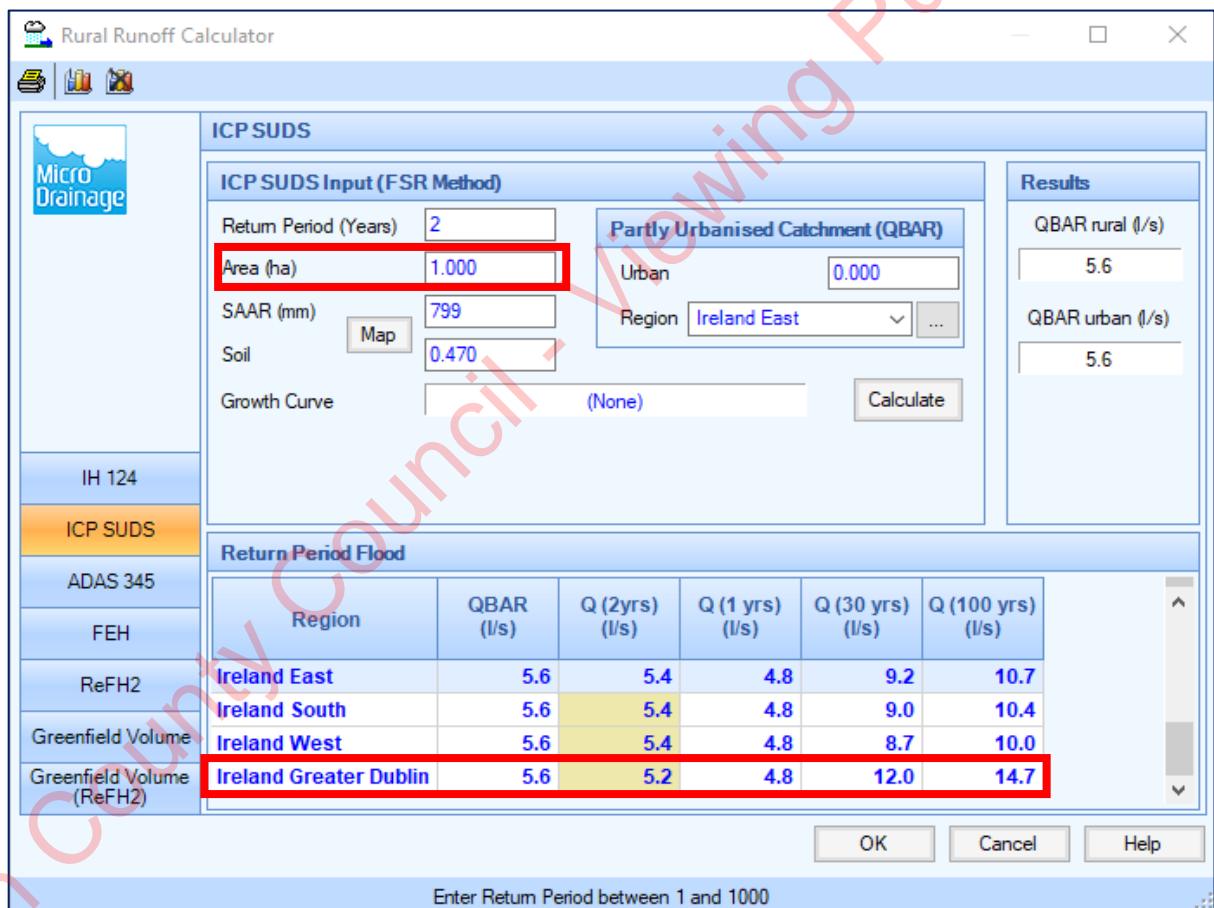 Rural Runoff Calculator
Micro
Drainage
ICP SUDS
ICP SUDS Input (FSR Method)
Return Period (Years) 2
Area (ha) 1.000
SAAR (mm) 799
Map
Soil 0.470
Growth Curve (None)
Calculate
Partly Urbanised Catchment (QBAR)
Urban 0.000
Region Ireland East ...
Results
QBAR rural (l/s)
5.6
QBAR urban (l/s)
5.6
IH 124
ICP SUDS
ADAS 345
FEH
ReFH2
Greenfield Volume
Greenfield Volume
(ReFH2)
Return Period Flood
Region QBAR (l/s) Q (2yrs) (l/s) Q (1 yrs) (l/s) Q (30 yrs) (l/s) Q (100 yrs) (l/s)
Ireland East 5.6 5.4 4.8 9.2 10.7
Ireland South 5.6 5.4 4.8 9.0 10.4
Ireland West 5.6 5.4 4.8 8.7 10.0
Ireland Greater Dublin 5.6 5.2 4.8 12.0 14.7
OK Cancel Help
Enter Return Period between 1 and 1000
County Council - Viewing